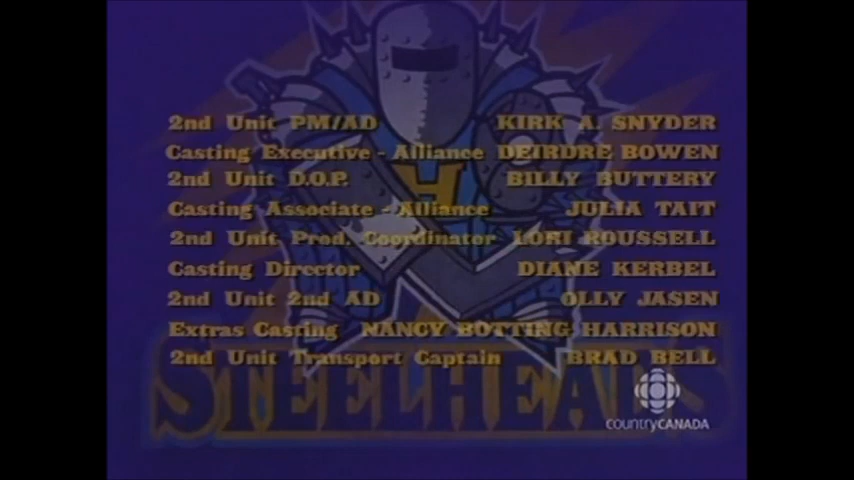 2nd Unit PM/AD KIRK A. SNYDER
Casting Executive - Alliance DEIRDRE BOWEN
2nd Unit D.O.P. BILLY BUTTERY
Casting Associate - Alliance JULIA TAIT
2nd Unit Prod. Coordinator LORI ROUSSELL
Casting Director DIANE KERBEL
2nd Unit 2nd AD OLLY JASEN
Extras Casting NANCY BOTTING HARRISON
2nd Unit Transport Captain BRAD BELL
H
STEELHEADS
countryCANADA